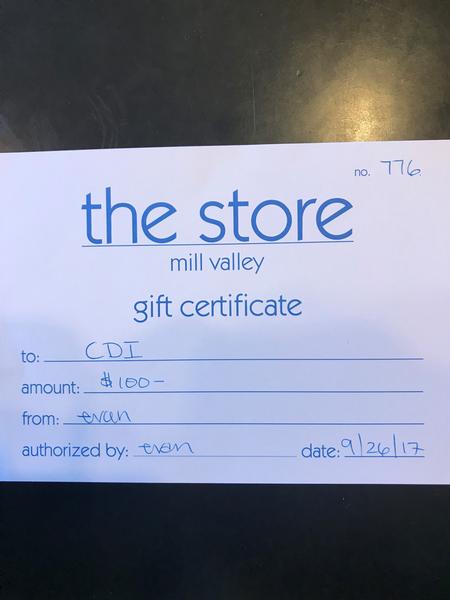 no. 776
the store
mill valley
gift certificate
to: CDI
amount: $100-
from: evan
authorized by: evan date: 9/26/17